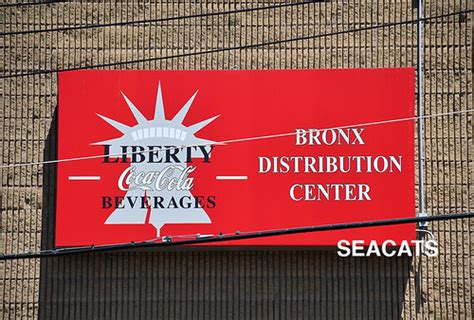 LIBERTY
Coca-Cola
BEVERAGES
BRONX
DISTRIBUTION
CENTER
SEACATS